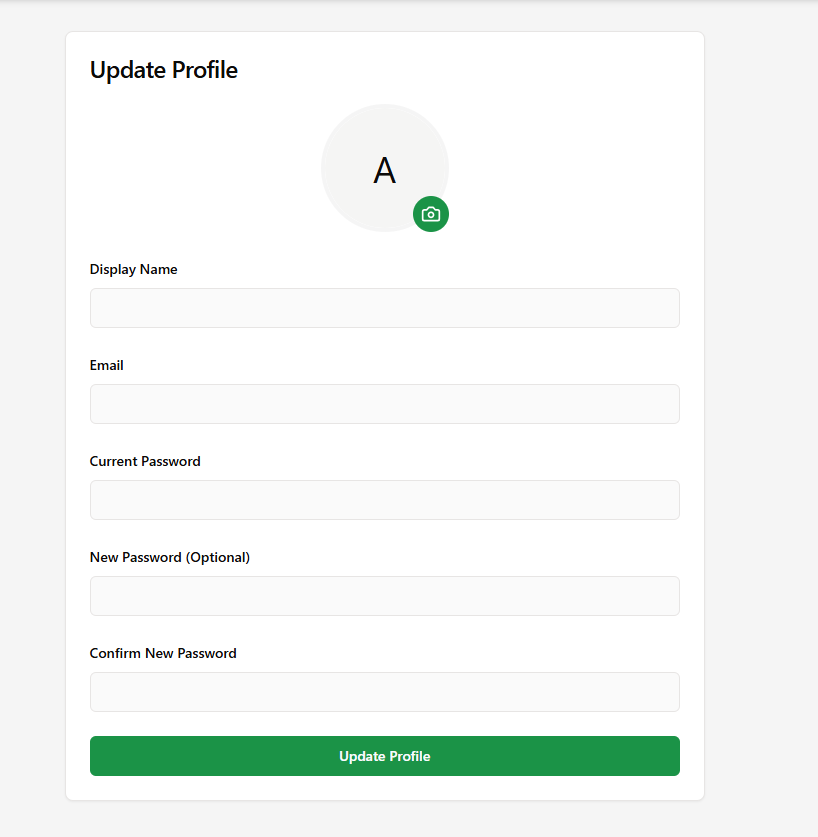 Update Profile
A
Display Name
Email
Current Password
New Password (Optional)
Confirm New Password
Update Profile